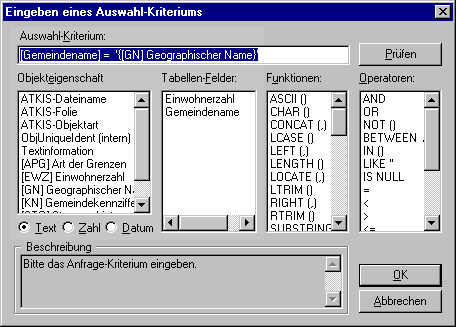 Eingeben eines Auswahl-Kriteriums
Auswahl-Kriterium:
[Gemeindename] = '{[GN] Geographischer Name}'
Prüfen
Objekteigenschaft
Tabellen-Felder:
Funktionen:
Operatoren:
ATKIS-Dateiname
ATKIS-Folie
ATKIS-Objektart
ObjUniqueIdent (intern)
Textinformation
[APG] Art der Grenzen
[EWZ] Einwohnerzahl
[GN] Geographischer Na
[KN] Gemeindekennziffe
Einwohnerzahl
Gemeindename
ASCII ()
CHAR ()
CONCAT (,)
LCASE ()
LEFT (,)
LENGTH ()
LOCATE (,)
LTRIM ()
RIGHT (,)
RTRIM ()
SUBSTRING
AND
OR
NOT ()
BETWEEN .
IN ()
LIKE ''
IS NULL
=
<
>
<=
Text Zahl Datum
Beschreibung
Bitte das Anfrage-Kriterium eingeben.
OK
Abbrechen